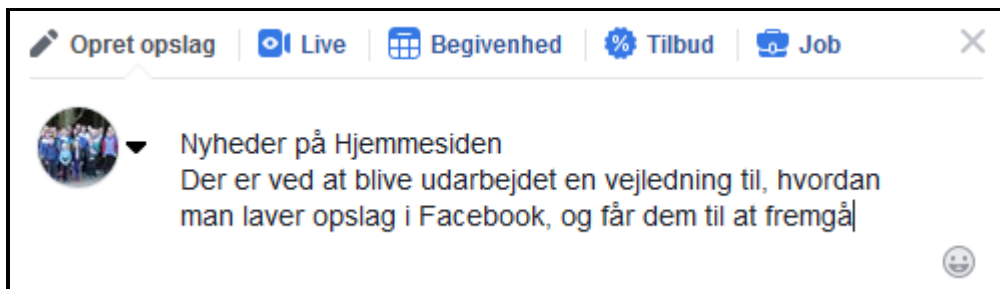 Opret opslag Live Begivenhed Tilbud Job
Nyheder på Hjemmesiden
Der er ved at blive udarbejdet en vejledning til, hvordan
man laver opslag i Facebook, og får dem til at fremgå